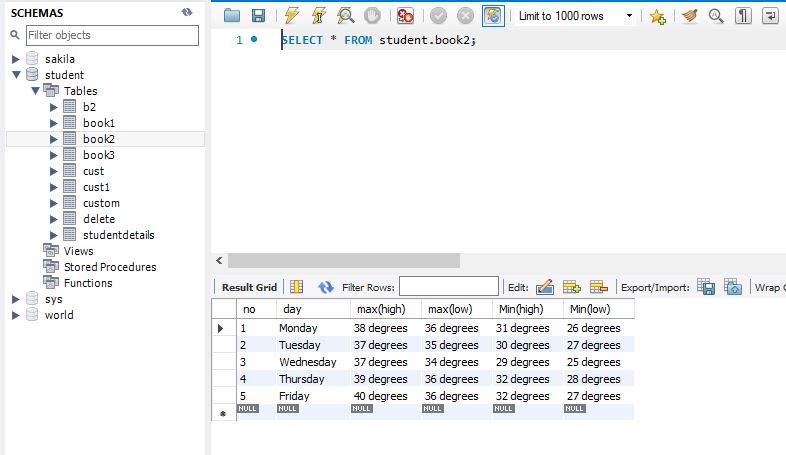 SCHEMAS
Filter objects
sakila
student
Tables
b2
book1
book2
book3
cust
cust1
custom
delete
studentdetails
Views
Stored Procedures
Functions
sys
world
Limit to 1000 rows
1 SELECT * FROM student.book2;
Result Grid Filter Rows: Edit: Export/Import: Wrap C
no day max(high) max(low) Min(high) Min(low)
1 Monday 38 degrees 36 degrees 31 degrees 26 degrees
2 Tuesday 37 degrees 35 degrees 30 degrees 27 degrees
3 Wednesday 37 degrees 34 degrees 29 degrees 25 degrees
4 Thursday 39 degrees 36 degrees 32 degrees 28 degrees
5 Friday 40 degrees 36 degrees 32 degrees 27 degrees
NULL NULL NULL NULL NULL NULL